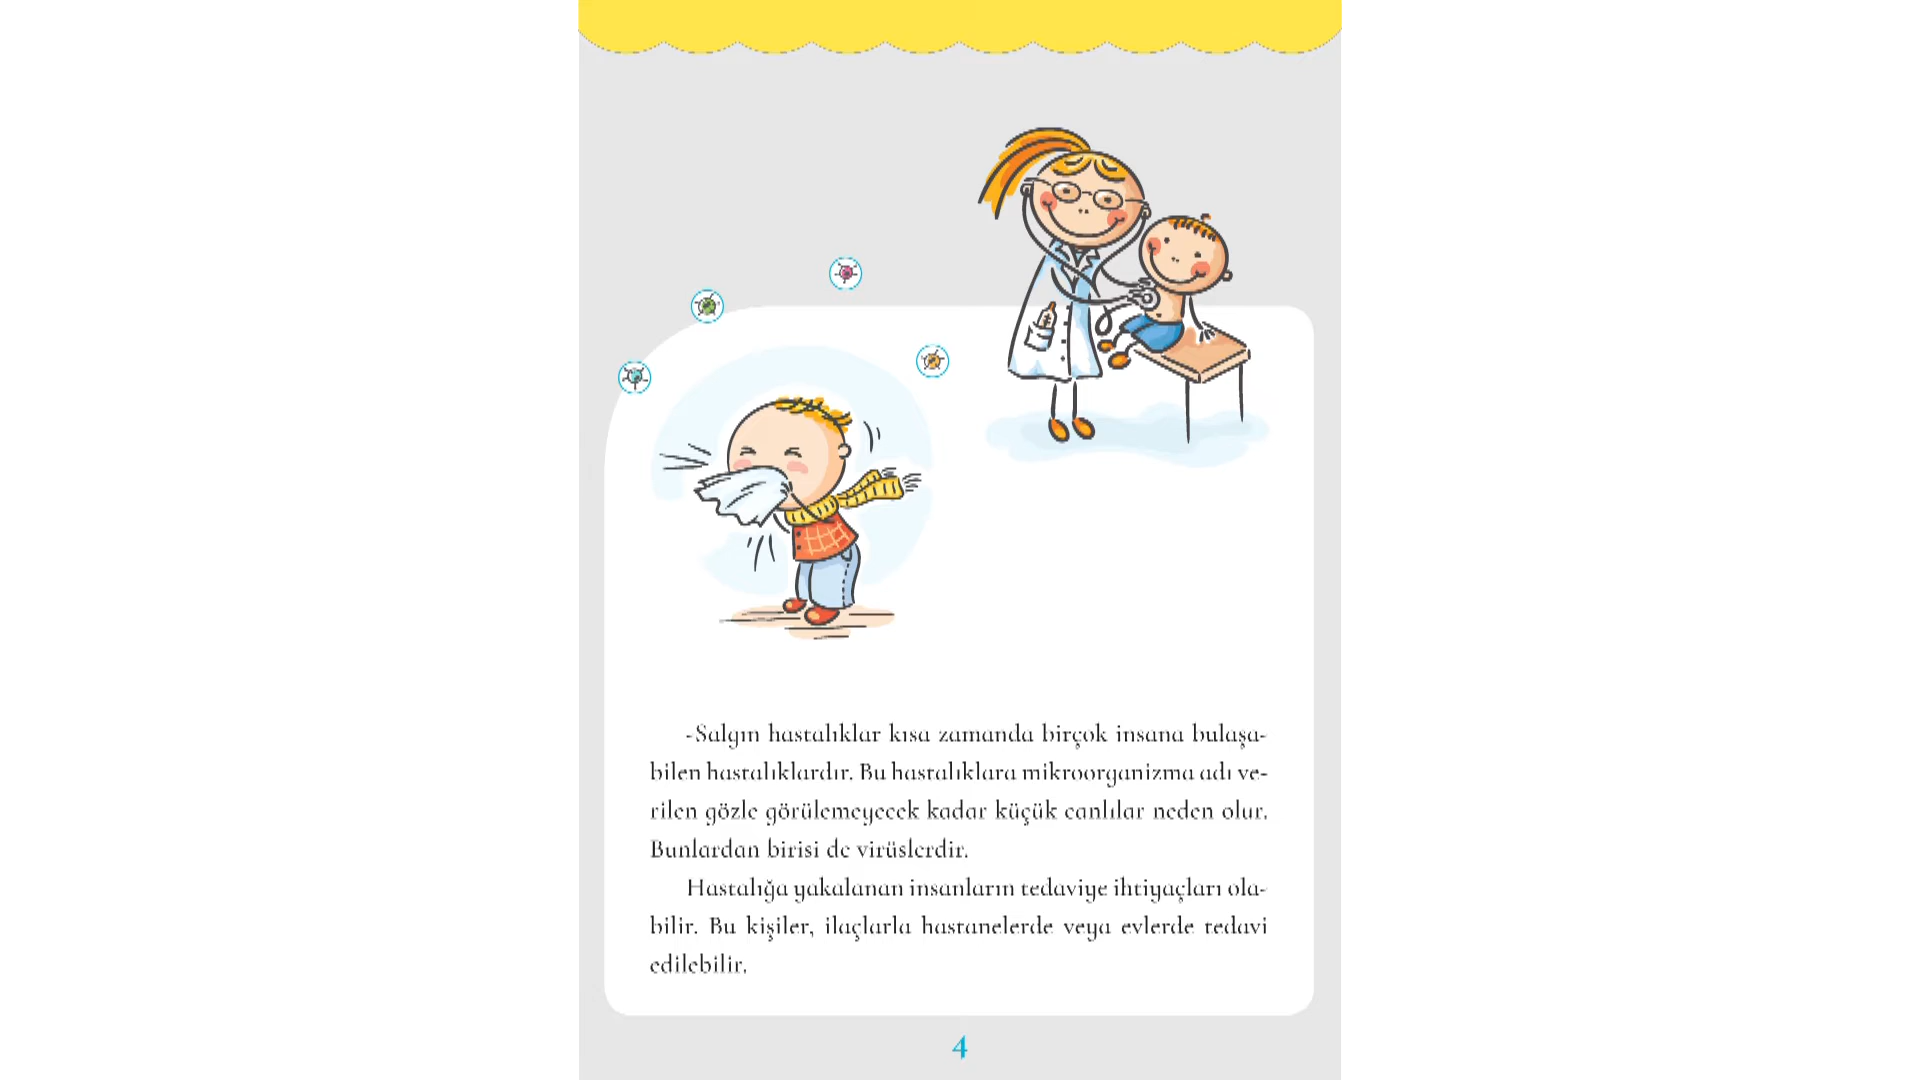 -Salgın hastalıklar kısa zamanda birçok insana bulaşa-
bilen hastalıklardır. Bu hastalıklara mikroorganizma adı ve-
rilen gözle görülemeyecek kadar küçük canlılar neden olur.
Bunlardan birisi de virüslerdir.
Hastalığa yakalanan insanların tedaviye ihtiyaçları ola-
bilir. Bu kişiler, ilaçlarla hastanelerde veya evlerde tedavi
edilebilir.
4